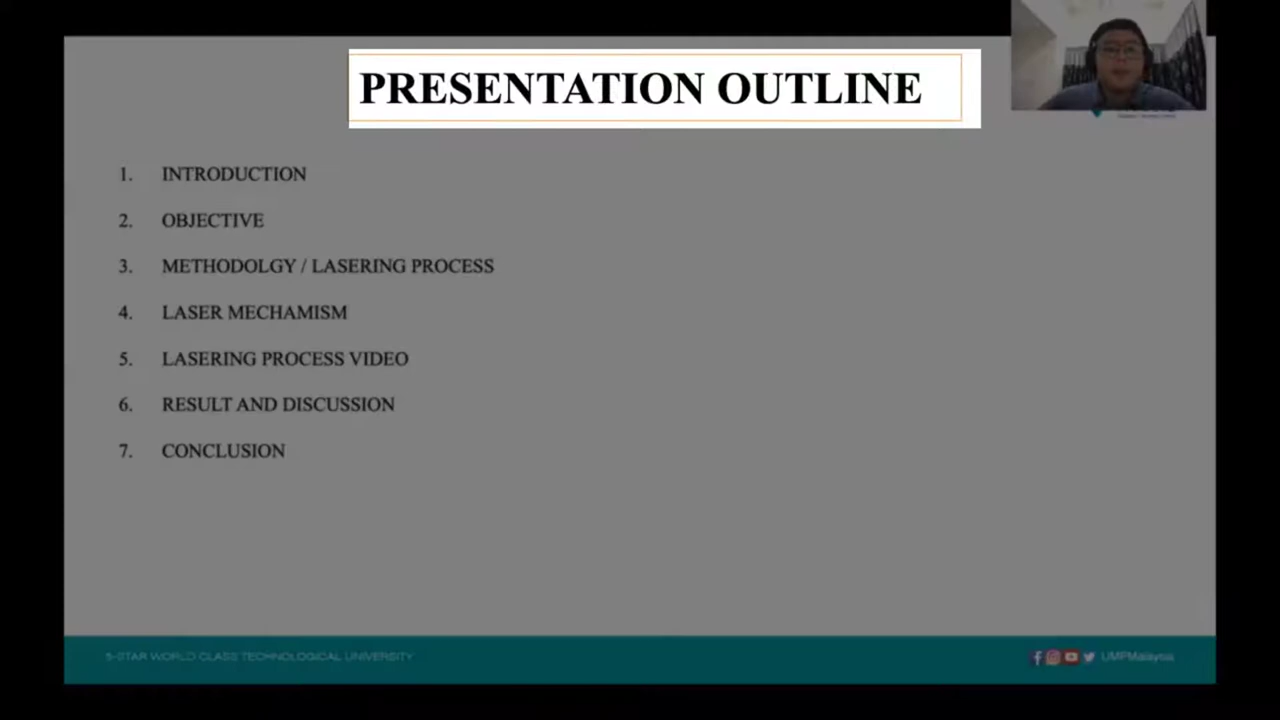 PRESENTATION OUTLINE
1. INTRODUCTION
2. OBJECTIVE
3. METHODOLGY / LASERING PROCESS
4. LASER MECHAMISM
5. LASERING PROCESS VIDEO
6. RESULT AND DISCUSSION
7. CONCLUSION
5-STAR WORLD CLASS TECHNOLOGICAL UNIVERSITY
UMPMalaysia